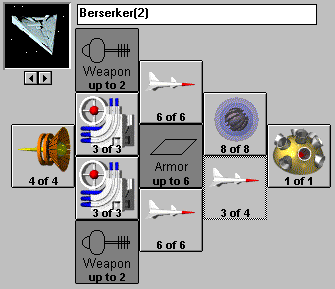 Berserker(2)
Weapon
up to 2
6 of 6
3 of 3
8 of 8
4 of 4
Armor
up to 6
1 of 1
3 of 3
3 of 4
6 of 6
Weapon
up to 2